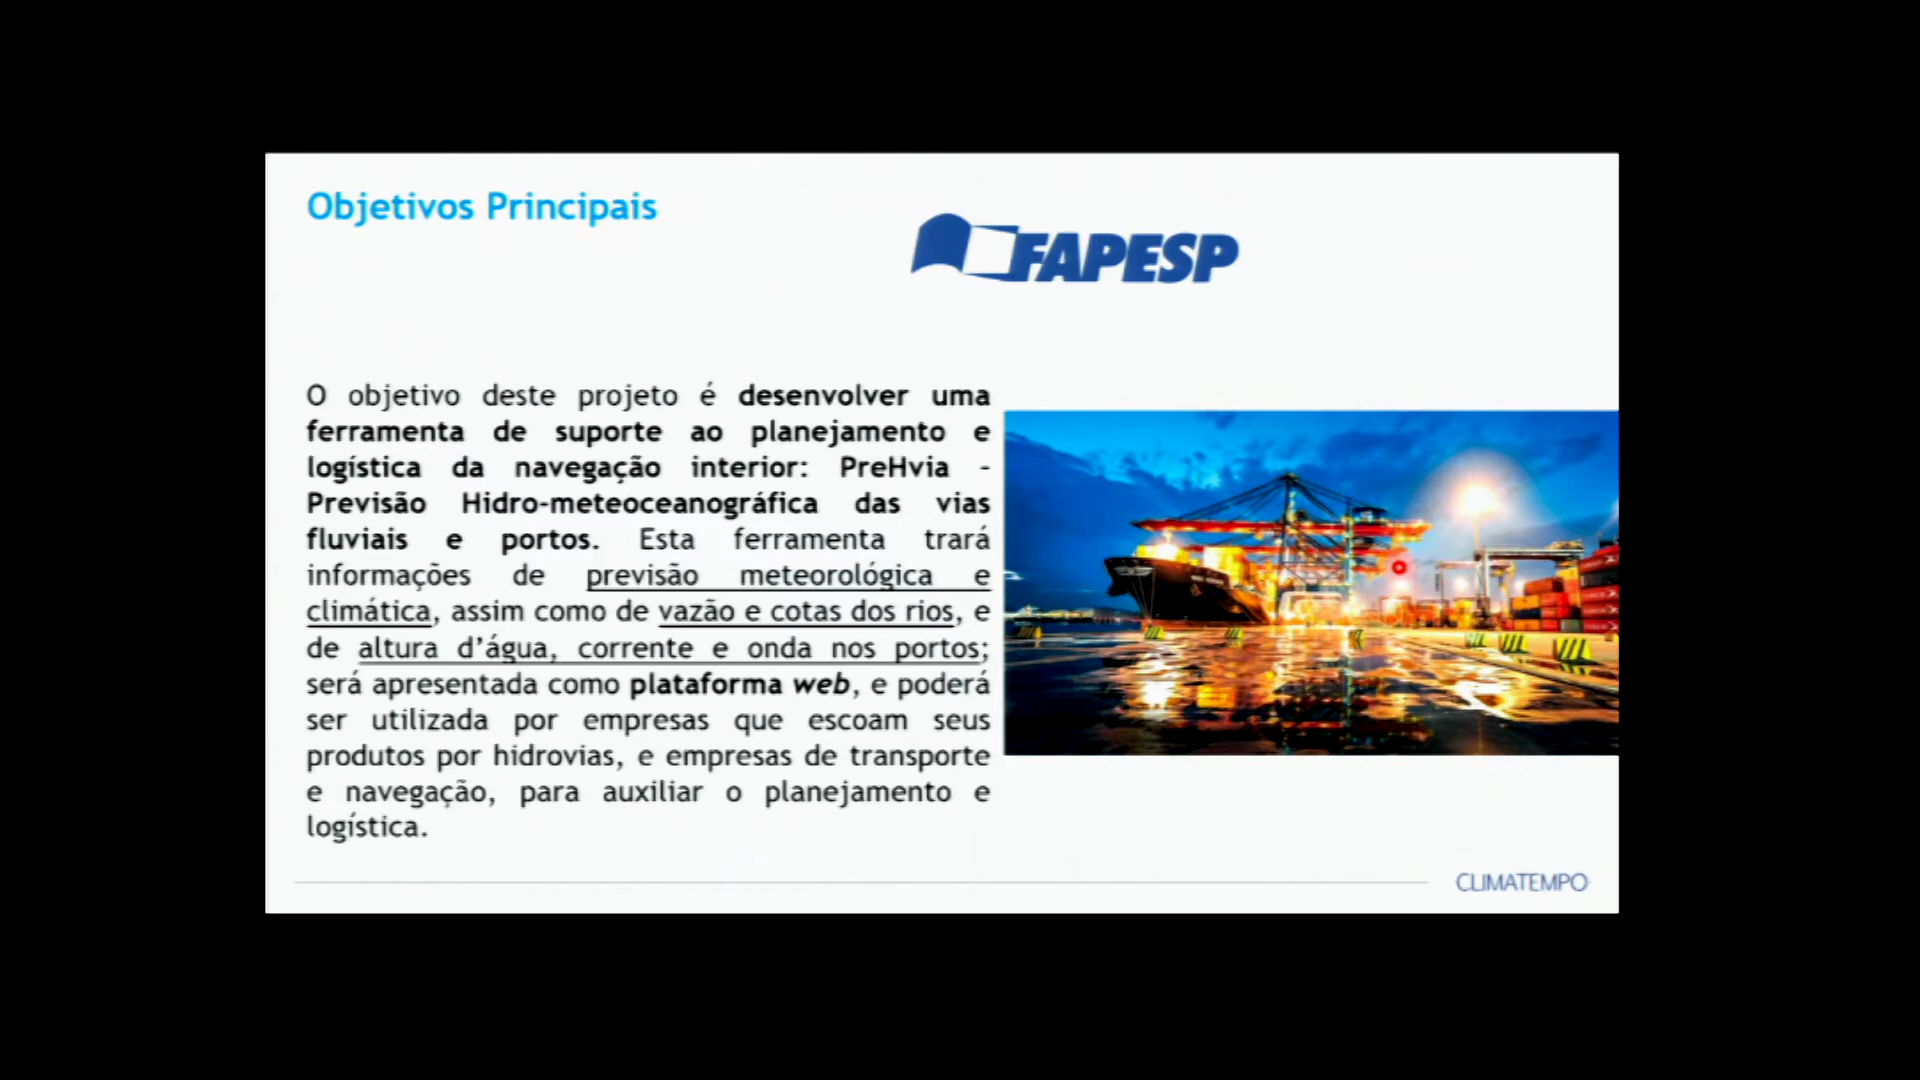 Objetivos Principais
FAPESP
O objetivo deste projeto é desenvolver uma
ferramenta de suporte ao planejamento e
logística da navegação interior: PreHvia -
Previsão Hidro-meteoceanográfica das vias
fluviais e portos. Esta ferramenta trará
informações de previsão meteorológica e
climática, assim como de vazão e cotas dos rios, e
de altura d’água, corrente e onda nos portos;
será apresentada como plataforma web, e poderá
ser utilizada por empresas que escoam seus
produtos por hidrovias, e empresas de transporte
e navegação, para auxiliar o planejamento e
logística.
CLIMATEMPO